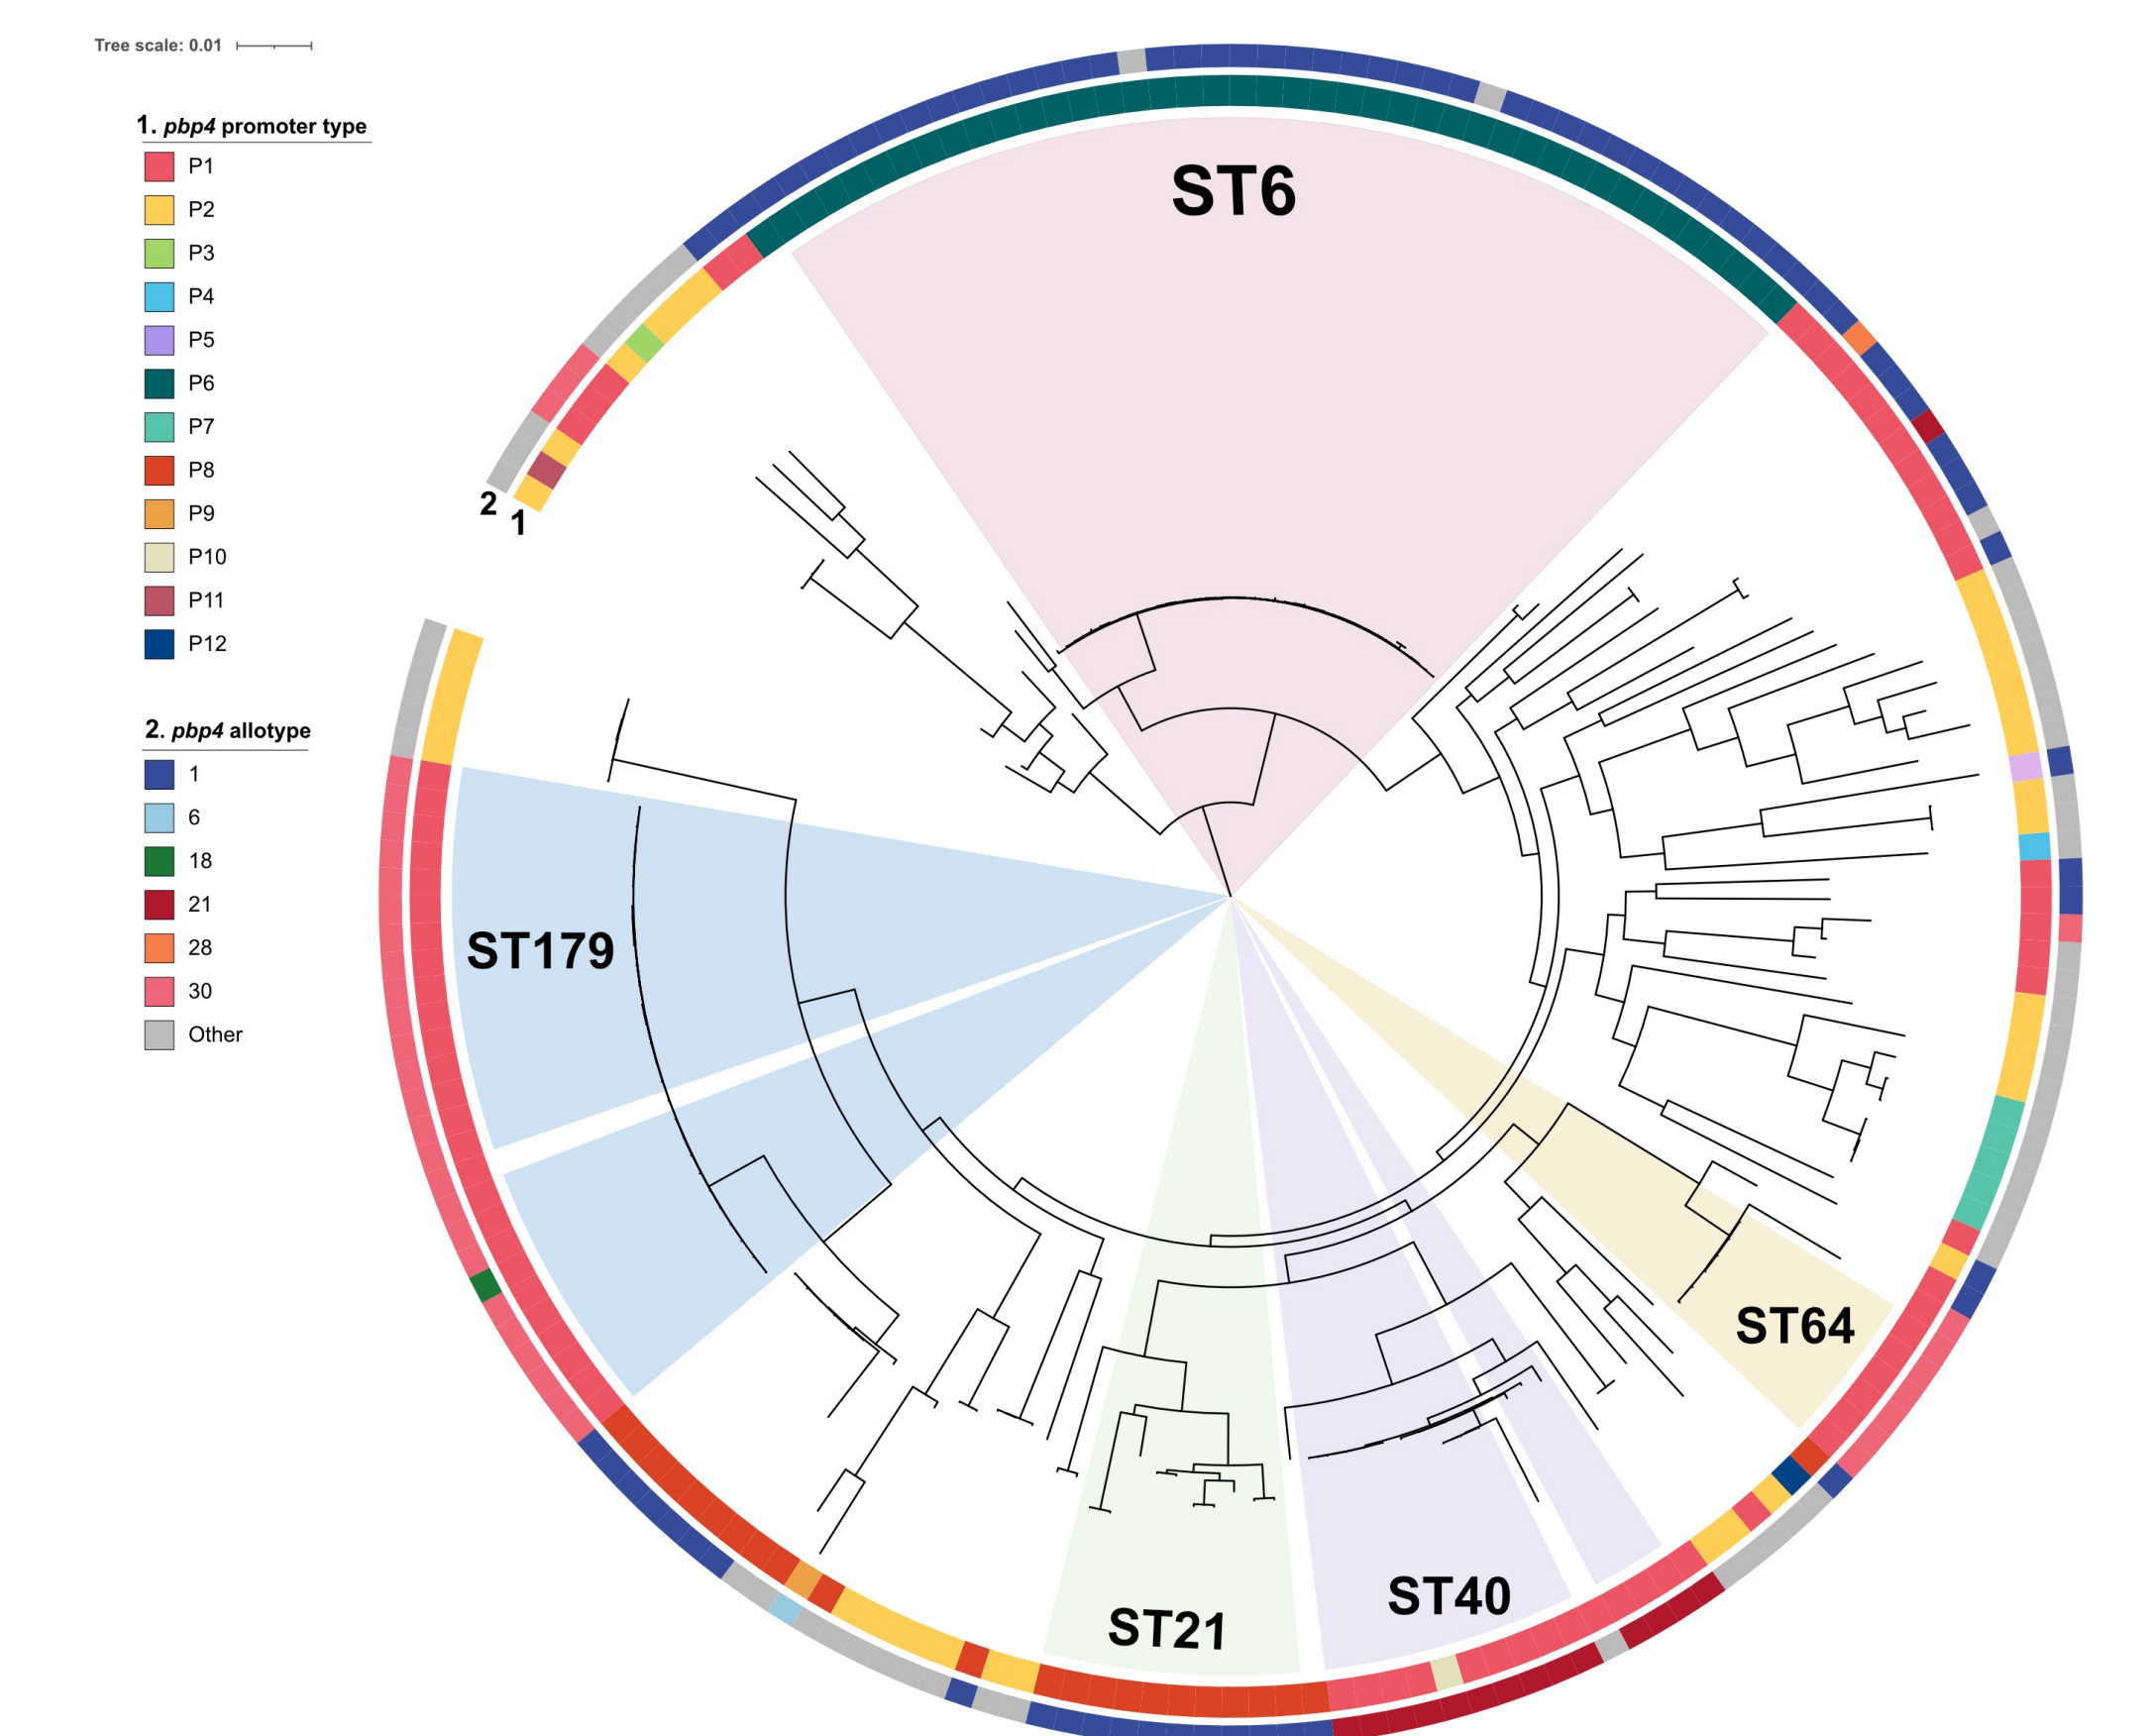 Tree scale: 0.01
1. pbp4 promoter type
P1
P2
P3
P4
P5
P6
P7
P8
P9
P10
P11
P12
2. pbp4 allotype
1
6
18
21
28
30
Other
ST6
2
1
ST179
ST64
ST40
ST21